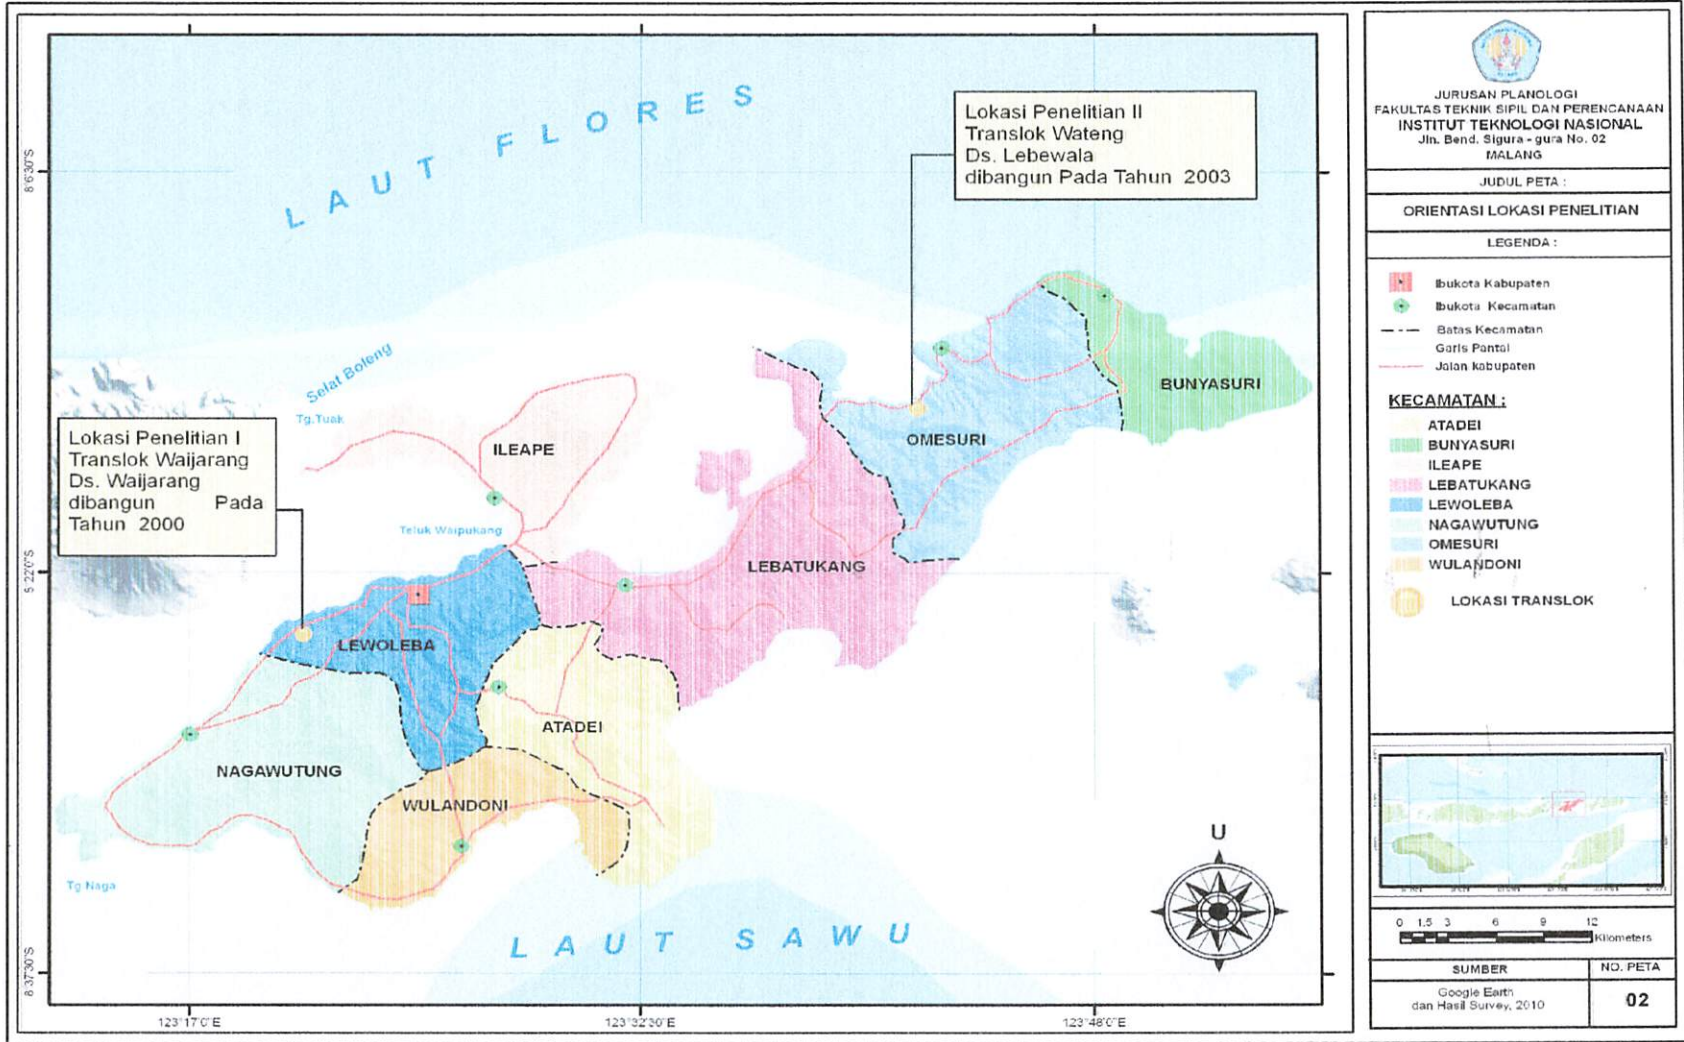 LAUT FLORES
Lokasi Penelitian II
Translok Wateng
Ds. Lebewala
dibangun Pada Tahun 2003
8°6'30"S
Selat Boleng
Tg.Tuak
BUNYASURI
OMESURI
ILEAPE
Lokasi Penelitian I
Translok Waijarang
Ds. Waijarang
dibangun Pada
Tahun 2000
Teluk Waipukang
LEBATUKANG
LEWOLEBA
ATADEI
NAGAWUTUNG
WULANDONI
Tg Naga
U
LAUT SAWU
8°37'30"S
123°17'0"E
123°32'30"E
123°48'0"E
JURUSAN PLANOLOGI
FAKULTAS TEKNIK SIPIL DAN PERENCANAAN
INSTITUT TEKNOLOGI NASIONAL
Jln. Bend. Sigura - gura No. 02
MALANG
JUDUL PETA :
ORIENTASI LOKASI PENELITIAN
LEGENDA :
Ibukota Kabupaten
Ibukota Kecamatan
Batas Kecamatan
Garis Pantai
Jalan kabupaten
KECAMATAN :
ATADEI
BUNYASURI
ILEAPE
LEBATUKANG
LEWOLEBA
NAGAWUTUNG
OMESURI
WULANDONI
LOKASI TRANSLOK
0 1,5 3 6 9 12
Kilometers
SUMBER
Google Earth
dan Hasil Survey, 2010
NO. PETA
02